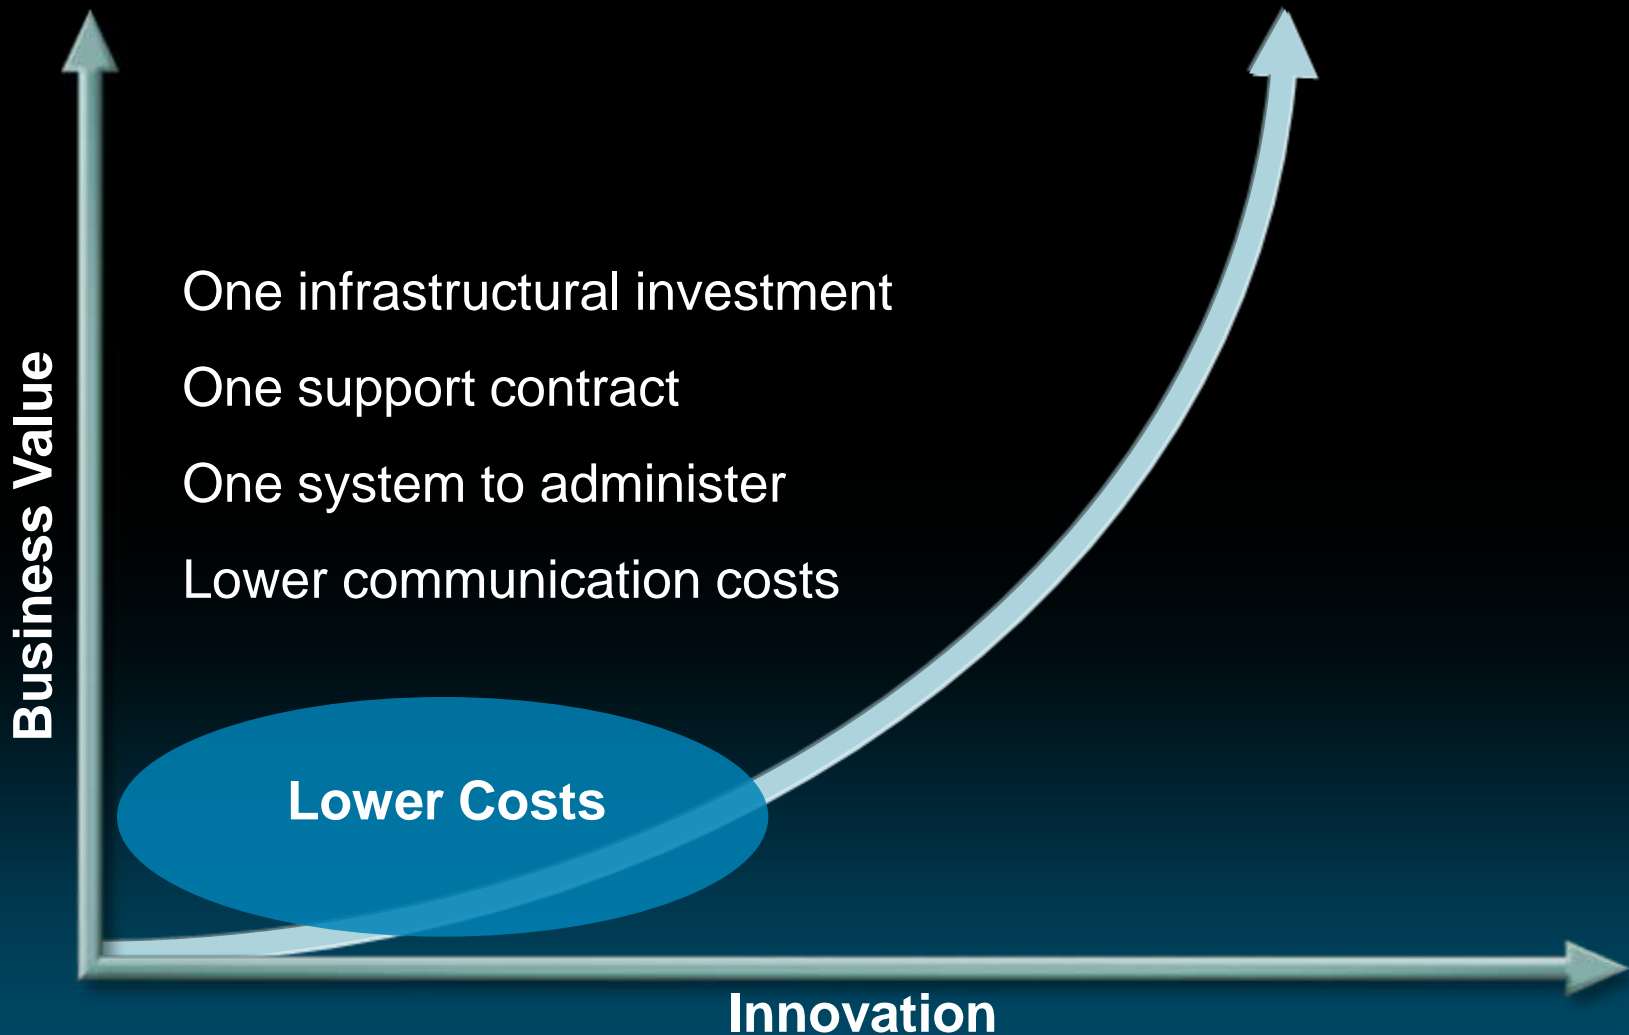 One infrastructural investment
One support contract
One system to administer
Lower communication costs
Business Value
Lower Costs
Innovation